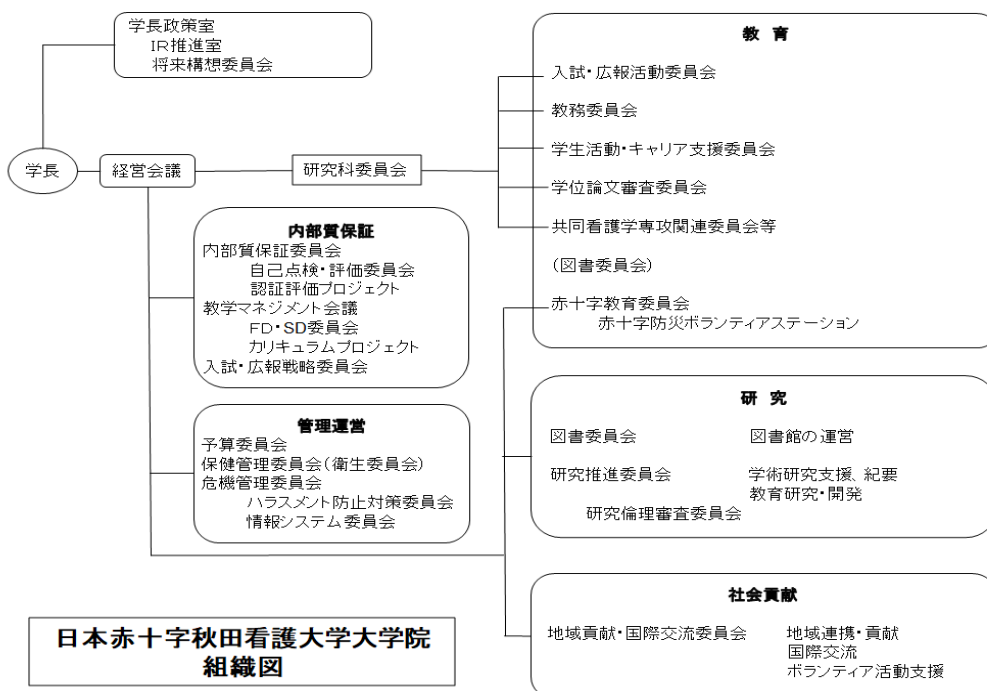 学長政策室
IR推進室
将来構想委員会
学長
経営会議
研究科委員会
内部質保証
内部質保証委員会
自己点検・評価委員会
認証評価プロジェクト
教学マネジメント会議
FD・SD委員会
カリキュラムプロジェクト
入試・広報戦略委員会
管理運営
予算委員会
保健管理委員会(衛生委員会)
危機管理委員会
ハラスメント防止対策委員会
情報システム委員会
教 育
入試・広報活動委員会
教務委員会
学生活動・キャリア支援委員会
学位論文審査委員会
共同看護学専攻関連委員会等
(図書委員会)
赤十字教育委員会
赤十字防災ボランティアステーション
研 究
図書委員会 図書館の運営
研究推進委員会 学術研究支援、紀要
教育研究・開発
研究倫理審査委員会
社会貢献
地域貢献・国際交流委員会 地域連携・貢献
国際交流
ボランティア活動支援
日本赤十字秋田看護大学大学院
組織図